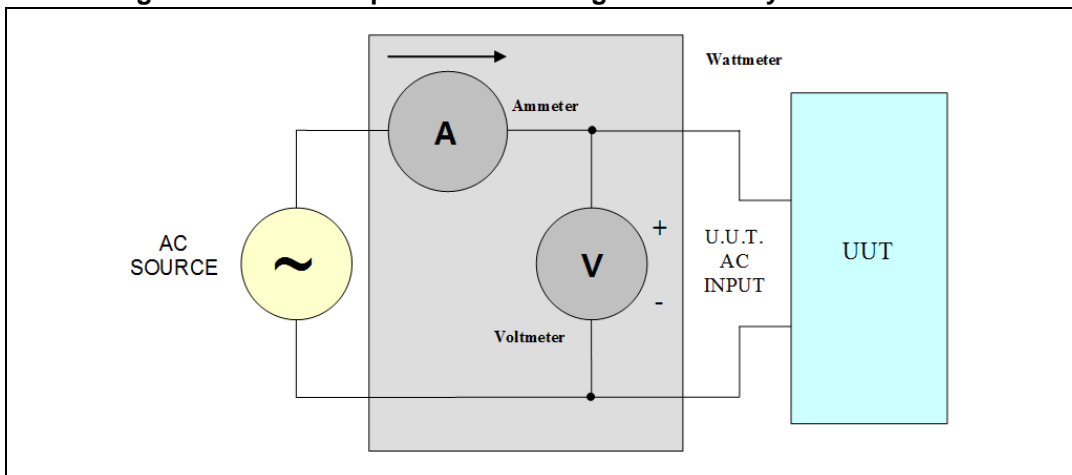 Wattmeter
Ammeter
A
AC
SOURCE
~
V
+
-
U.U.T.
AC
INPUT
UUT
Voltmeter